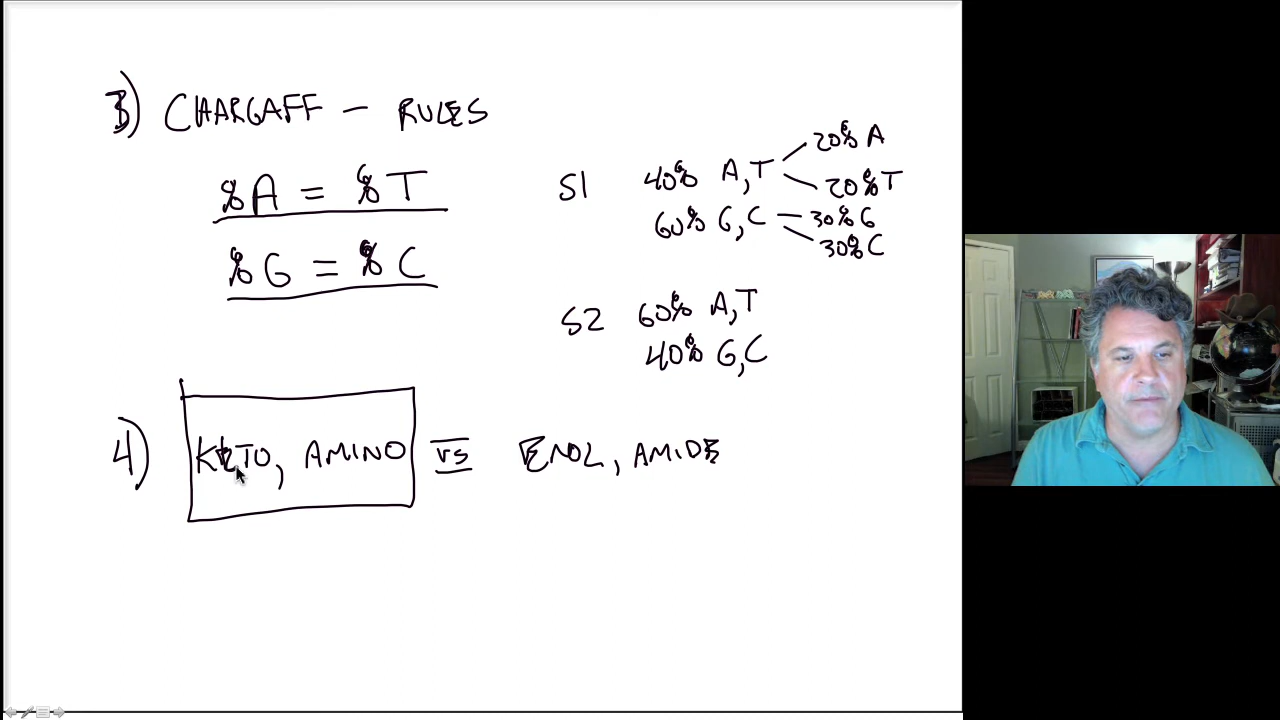 3) CHARGAFF - RULES
%A = %T
%G = %C
S1 40% A,T 20% A
20% T
60% G,C 30% G
30% C
S2 60% A,T
40% G,C
4) KETO, AMINO vs ENOL, AMIDE